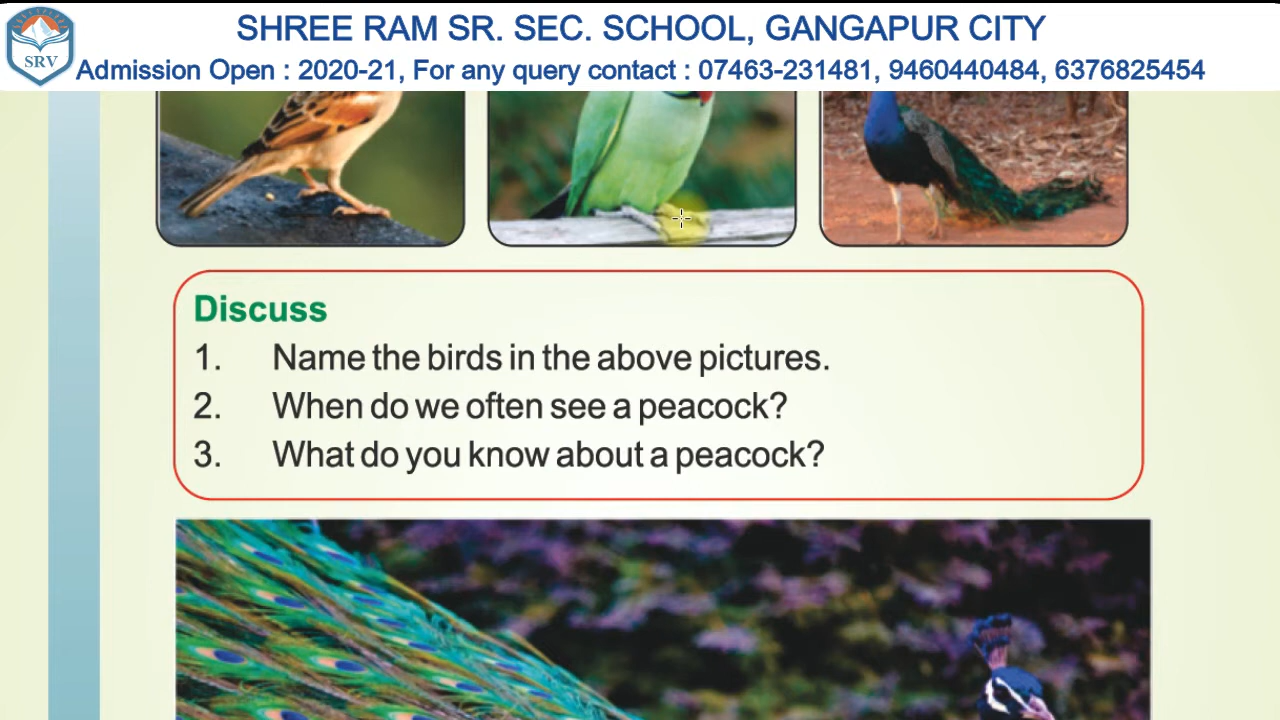 SHREE RAM SR. SEC. SCHOOL, GANGAPUR CITY
SRV
Admission Open : 2020-21, For any query contact : 07463-231481, 9460440484, 6376825454
Discuss
1. Name the birds in the above pictures.
2. When do we often see a peacock?
3. What do you know about a peacock?